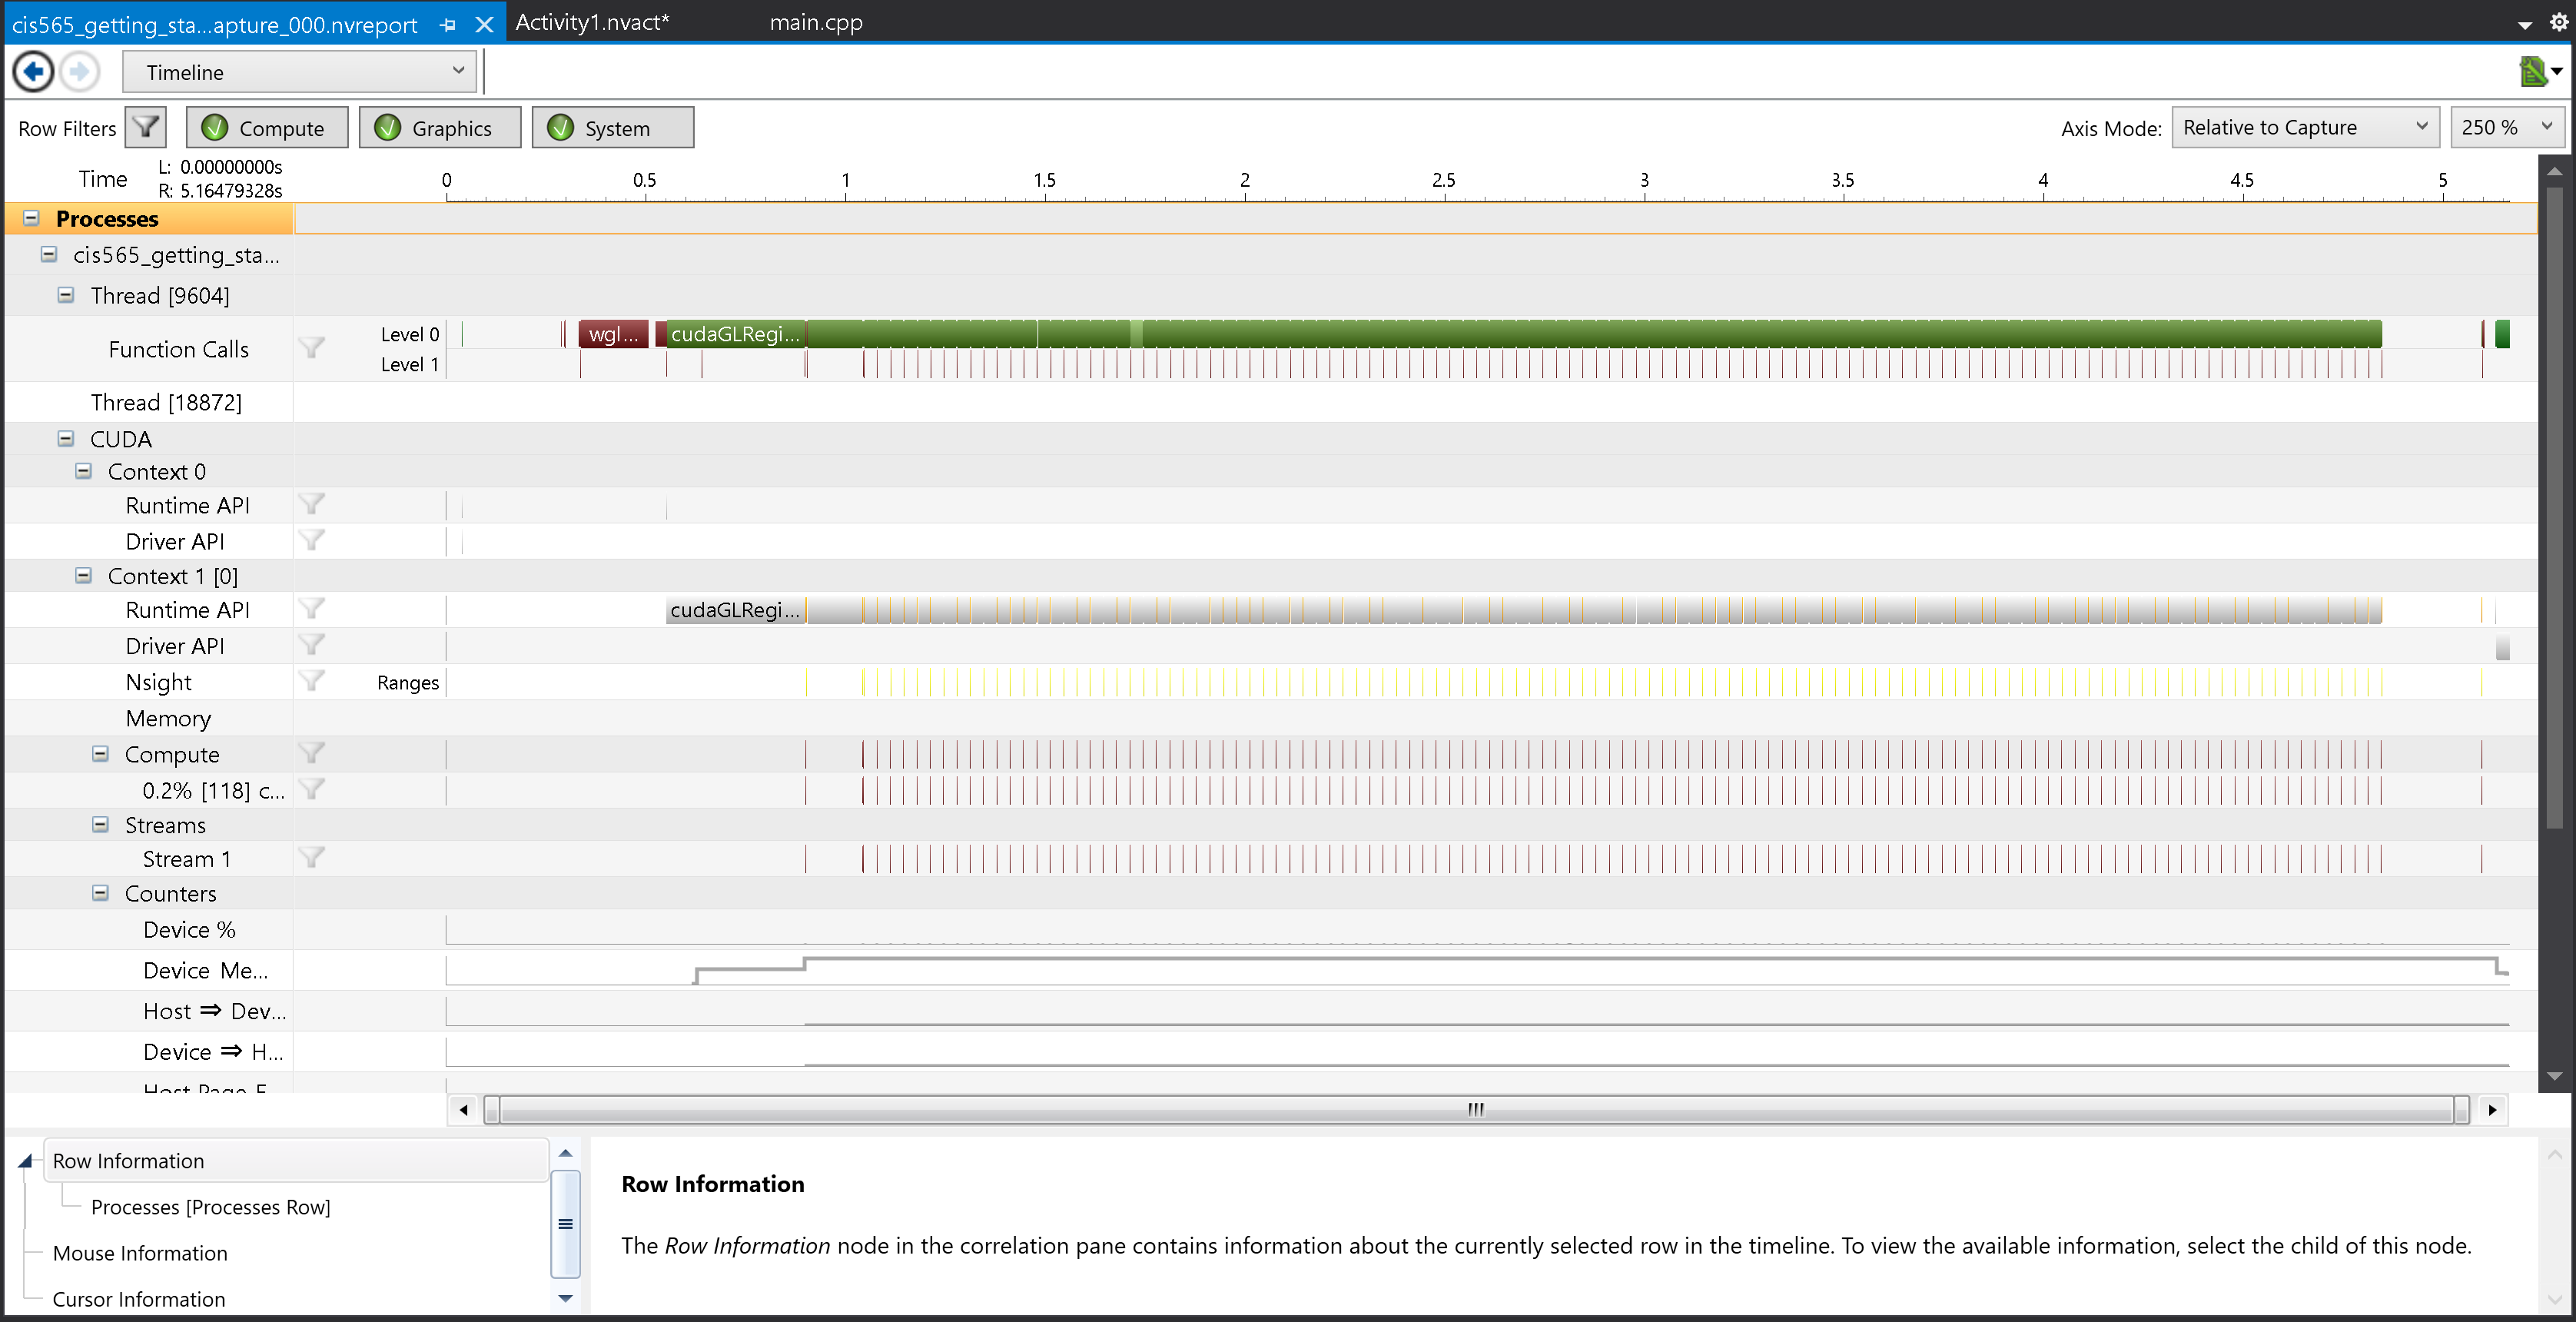 cis565_getting_sta...apture_000.nvreport
Activity1.nvact*
main.cpp
Timeline
Row Filters
Compute
Graphics
System
Axis Mode:
Relative to Capture
250 %
Time
L: 0.00000000s
R: 5.16479328s
0 0.5 1 1.5 2 2.5 3 3.5 4 4.5 5
Processes
cis565_getting_sta...
Thread [9604]
Function Calls
Level 0
wgl...
cudaGLRegi...
Level 1
Thread [18872]
CUDA
Context 0
Runtime API
Driver API
Context 1 [0]
Runtime API
cudaGLRegi...
Driver API
Nsight
Ranges
Memory
Compute
0.2% [118] c...
Streams
Stream 1
Counters
Device %
Device Me...
Host ⇒ Dev...
Device ⇒ H...
Row Information
Processes [Processes Row]
Mouse Information
Cursor Information
Row Information
The Row Information node in the correlation pane contains information about the currently selected row in the timeline. To view the available information, select the child of this node.